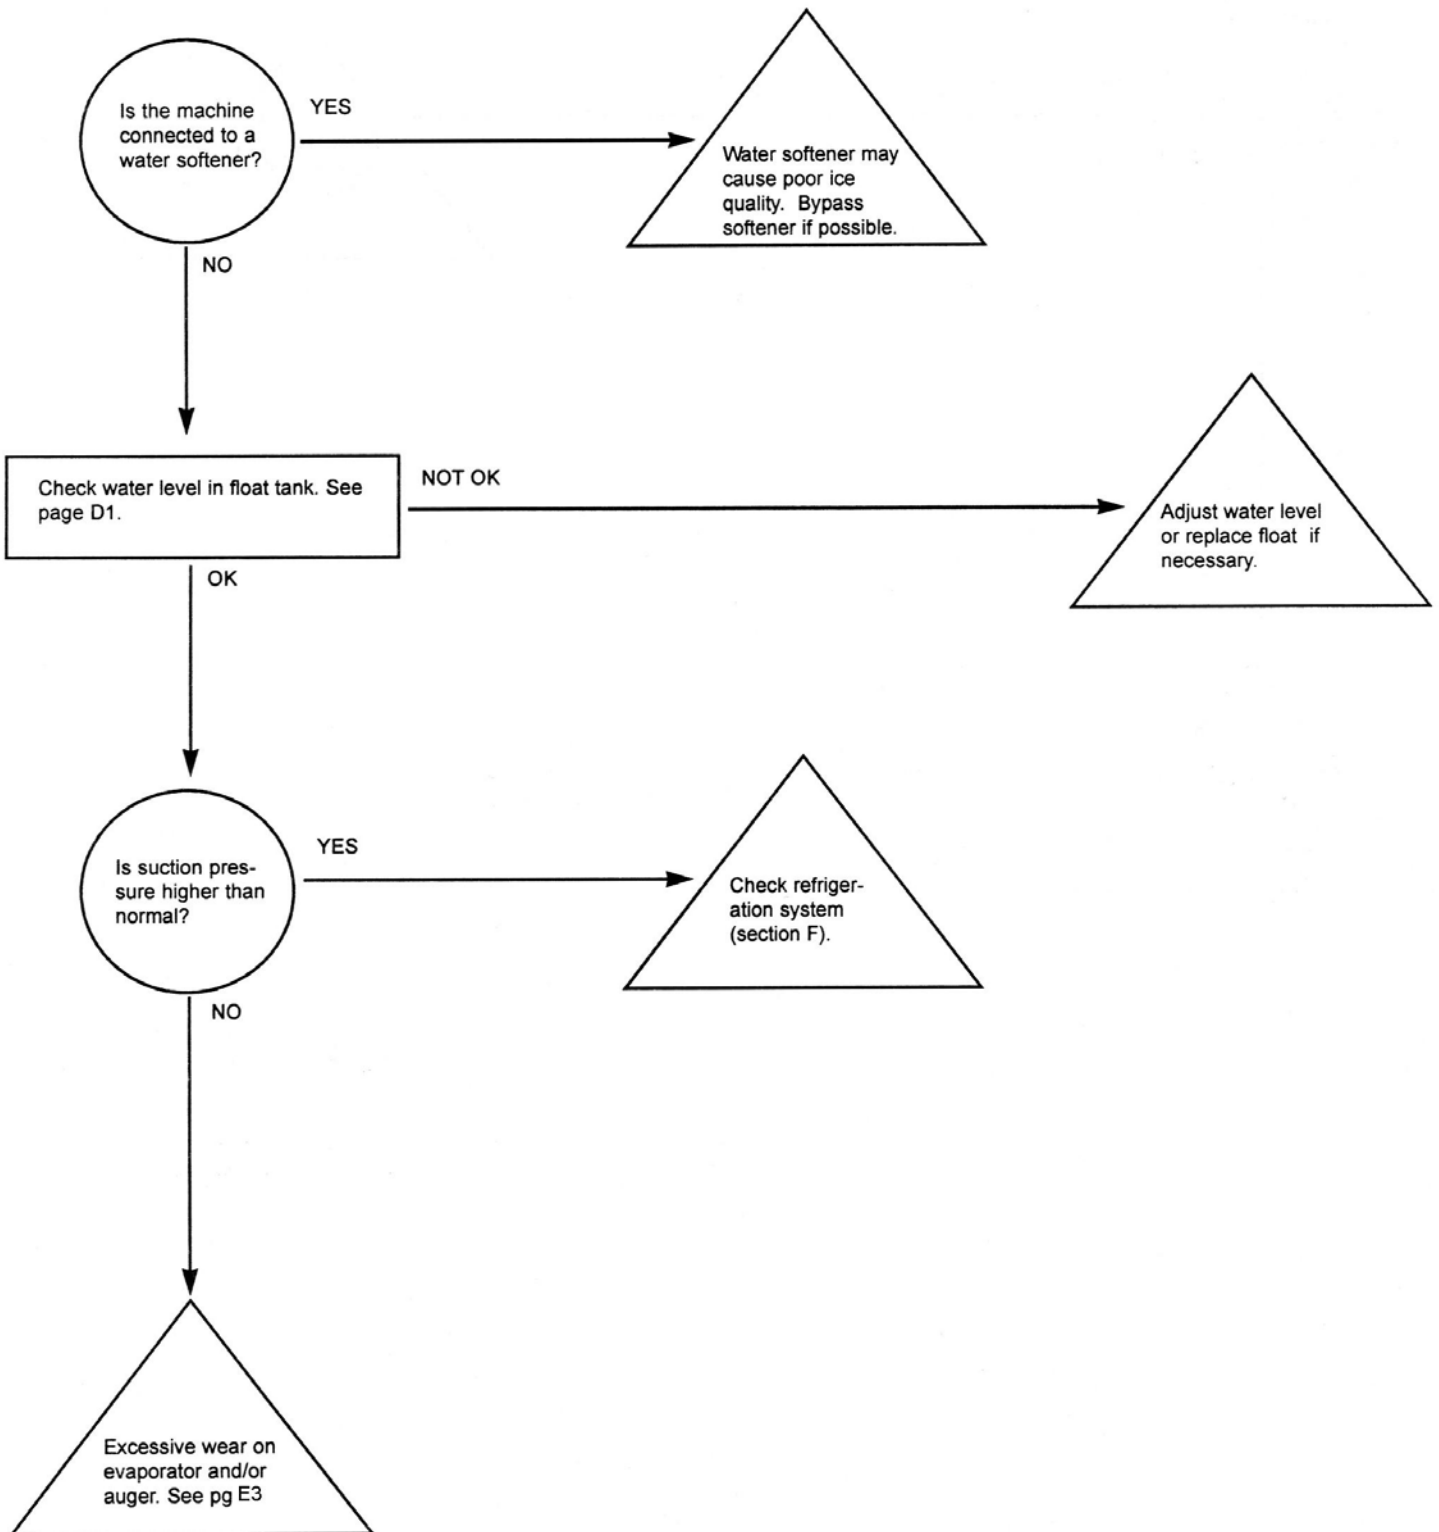 Is the machine
connected to a
water softener?
YES
Water softener may
cause poor ice
quality. Bypass
softener if possible.
NO
Check water level in float tank. See
page D1.
NOT OK
Adjust water level
or replace float if
necessary.
OK
Is suction pres-
sure higher than
normal?
YES
Check refriger-
ation system
(section F).
NO
Excessive wear on
evaporator and/or
auger. See pg E3